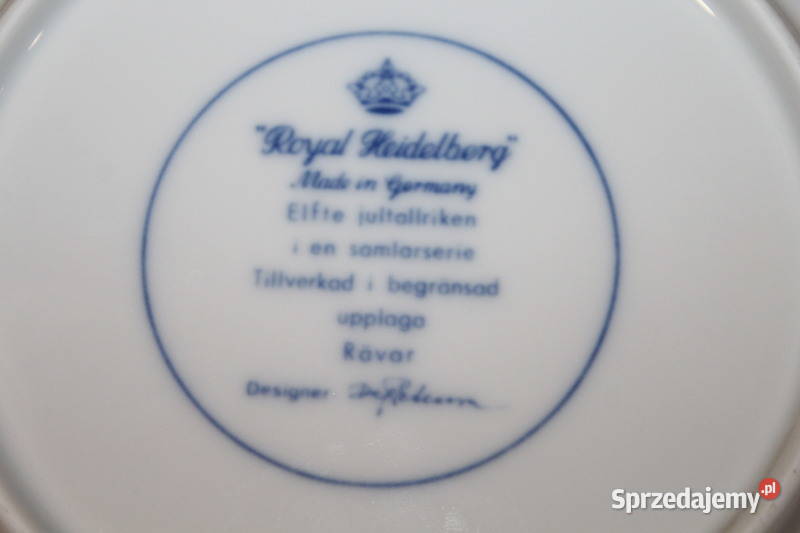 "Royal Heidelberg"
Made in Germany
Elfte jultallriken
i en samlarserie
Tillverkad i begränsad
upplaga
Rävar
Designer
Sprzedajemy.pl